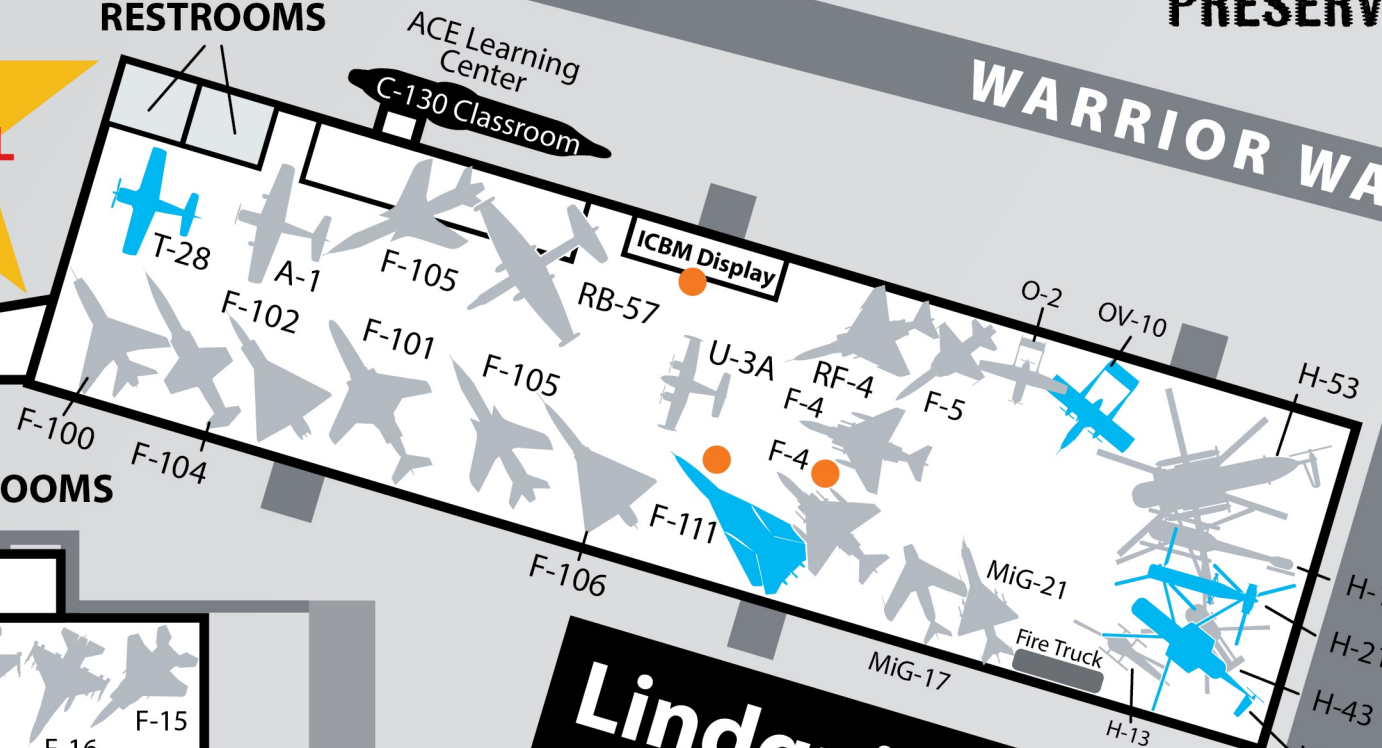 RESTROOMS
PRESERV
ACE Learning
Center
C-130 Classroom
WARRIOR WA
L
ICBM Display
T-28
A-1
F-105
RB-57
F-102
F-101
F-105
U-3A
RF-4
F-4
F-4
F-5
O-2
OV-10
H-53
F-100
F-104
OOMS
F-111
F-106
MiG-21
Fire Truck
MiG-17
H-
H-21
H-43
H-13
F-15
F-16